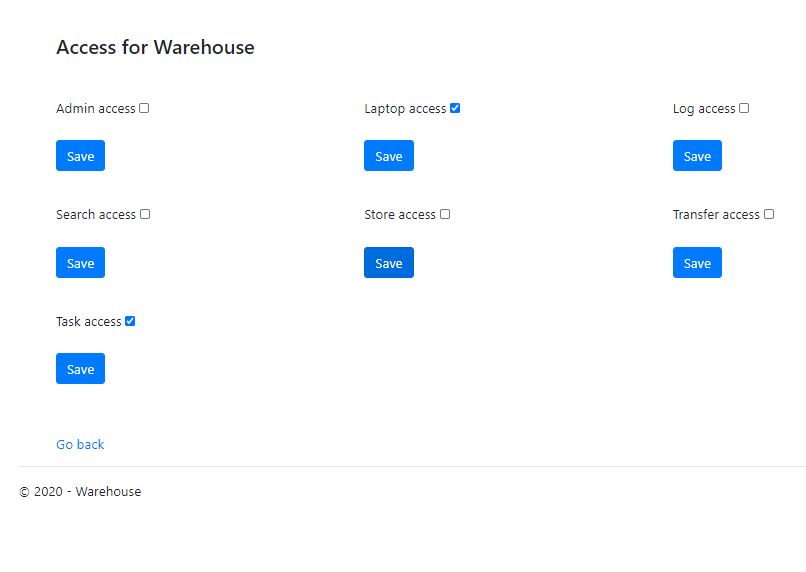 Access for Warehouse
Admin access
Laptop access
Log access
Save
Save
Save
Search access
Store access
Transfer access
Save
Save
Save
Task access
Save
Go back
© 2020 - Warehouse